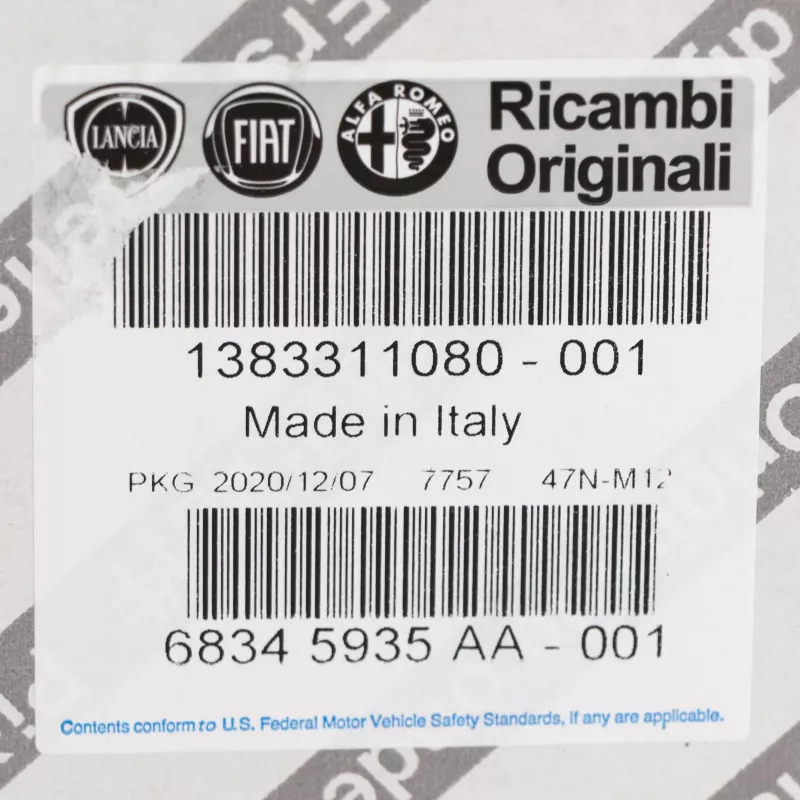 LANCIA
FIAT
ALFA ROMEO
Ricambi
Originali
1383311080 - 001
Made in Italy
PKG 2020/12/07 7757 47N-M12
6834 5935 AA - 001
Contents conform to U.S. Federal Motor Vehicle Safety Standards, If any are applicable.